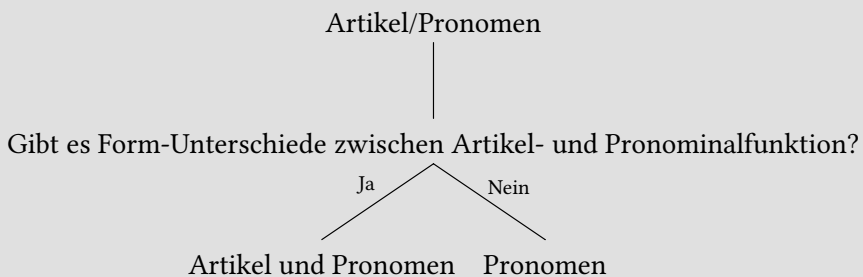 Artikel/Pronomen
Gibt es Form-Unterschiede zwischen Artikel- und Pronominalfunktion?
Ja Nein
Artikel und Pronomen Pronomen